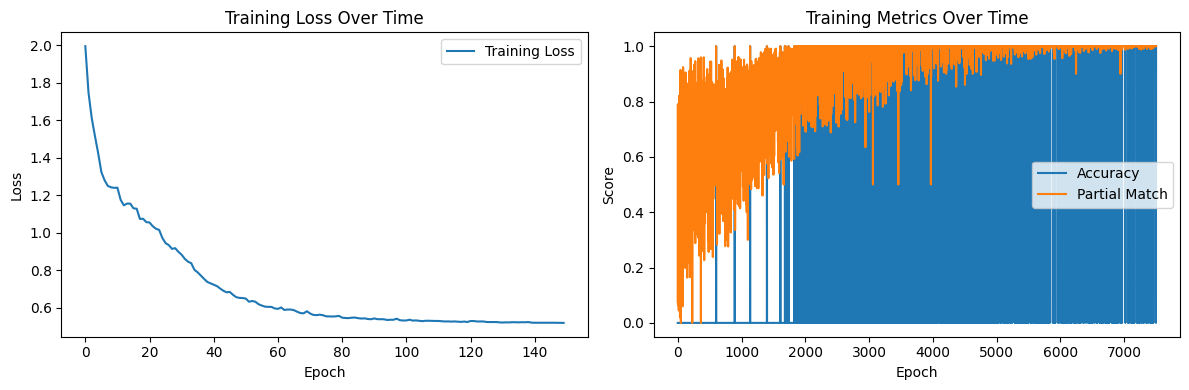 Training Loss Over Time
Training Loss
2.0
1.8
1.6
1.4
1.2
1.0
0.8
0.6
Loss
0 20 40 60 80 100 120 140
Epoch
Training Metrics Over Time
1.0
0.8
0.6
0.4
0.2
0.0
Score
Accuracy
Partial Match
0 1000 2000 3000 4000 5000 6000 7000
Epoch